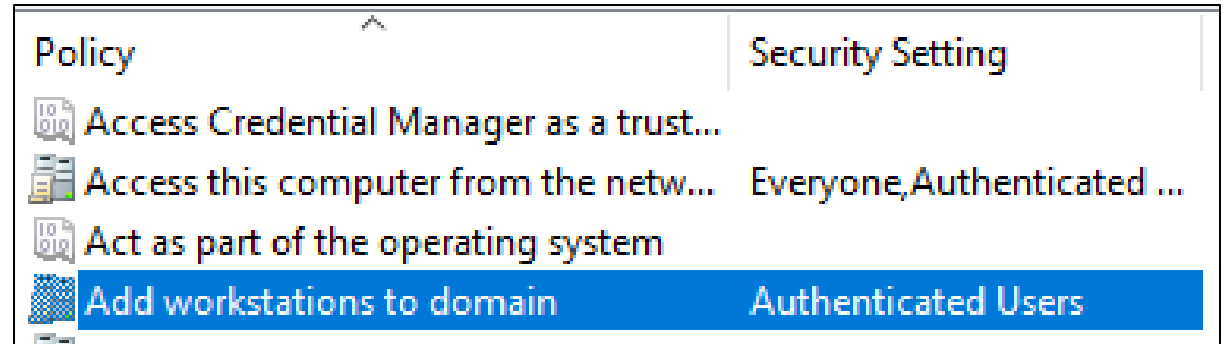 Policy Security Setting
Access Credential Manager as a trust...
Access this computer from the netw... Everyone,Authenticated ...
Act as part of the operating system
Add workstations to domain Authenticated Users